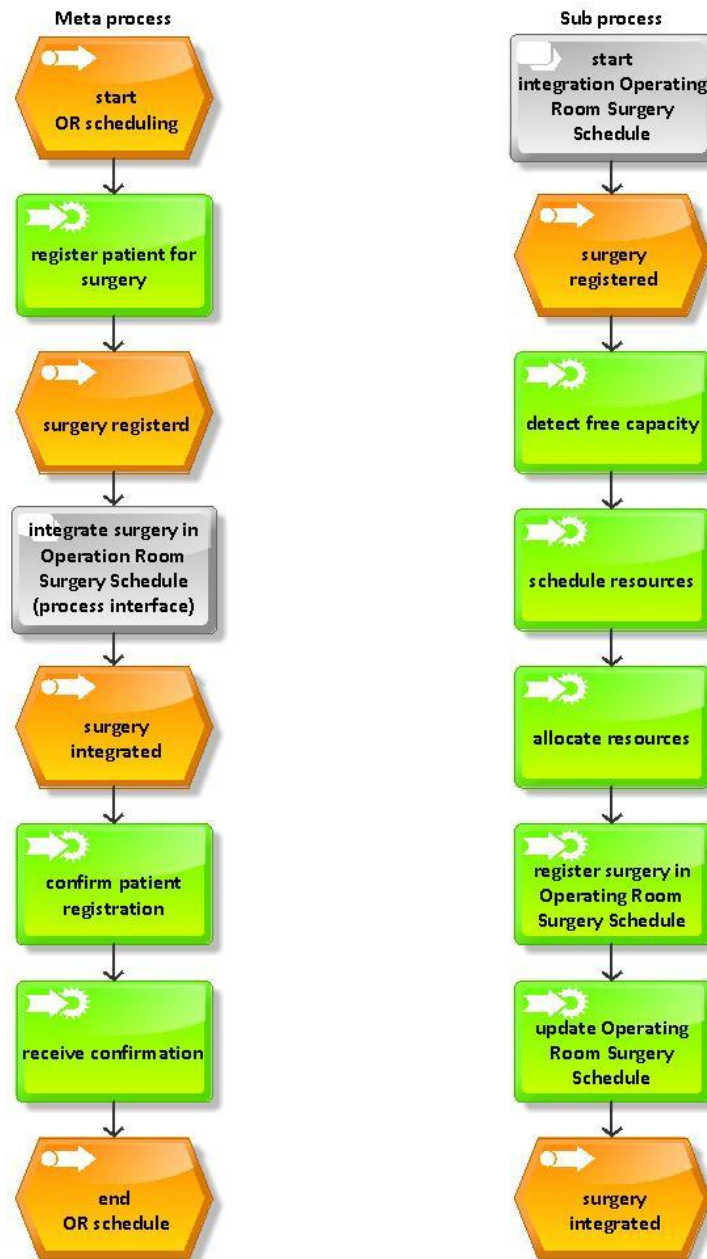 Meta process
start
OR scheduling
register patient for
surgery
surgery registerd
integrate surgery in
Operation Room
Surgery Schedule
(process interface)
surgery
integrated
confirm patient
registration
receive confirmation
end
OR schedule
Sub process
start
integration Operating
Room Surgery
Schedule
surgery
registered
detect free capacity
schedule resources
allocate resources
register surgery in
Operating Room
Surgery Schedule
update Operating
Room Surgery
Schedule
surgery
integrated